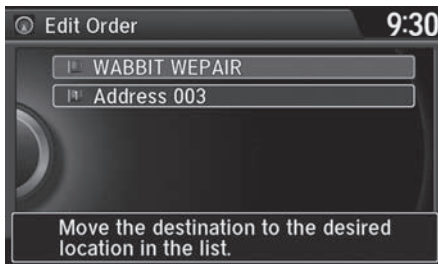 Edit Order
9:30
WABBIT WEPAIR
Address 003
Move the destination to the desired
location in the list.